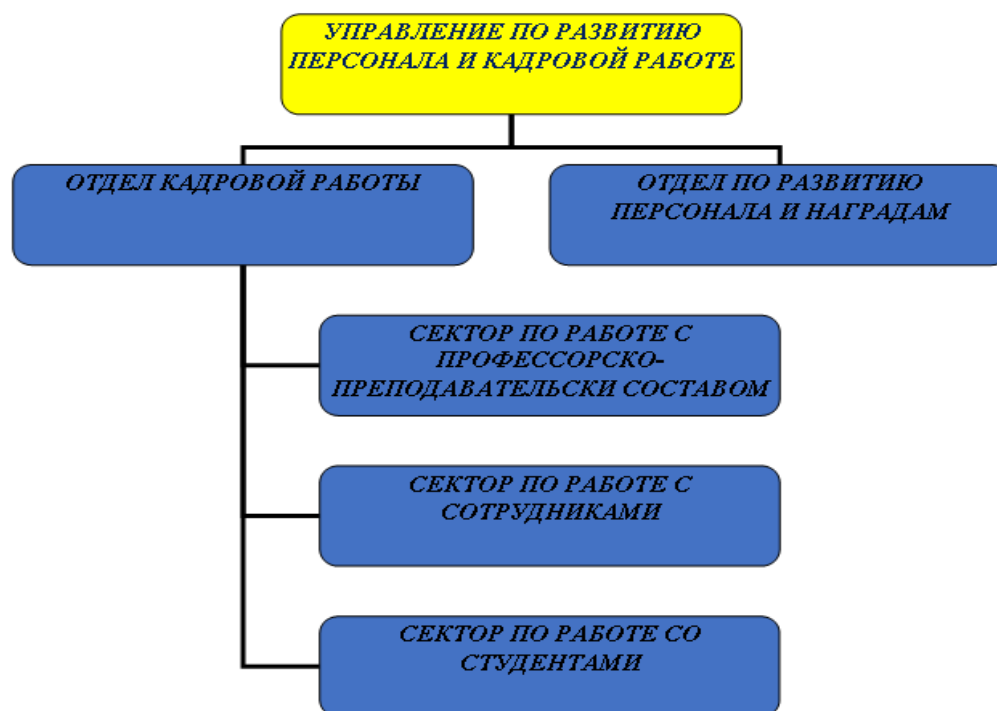 УПРАВЛЕНИЕ ПО РАЗВИТИЮ
ПЕРСОНАЛА И КАДРОВОЙ РАБОТЕ
ОТДЕЛ КАДРОВОЙ РАБОТЫ
ОТДЕЛ ПО РАЗВИТИЮ
ПЕРСОНАЛА И НАГРАДАМ
СЕКТОР ПО РАБОТЕ С
ПРОФЕССОРСКО-
ПРЕПОДАВАТЕЛЬСКИ СОСТАВОМ
СЕКТОР ПО РАБОТЕ С
СОТРУДНИКАМИ
СЕКТОР ПО РАБОТЕ СО
СТУДЕНТАМИ